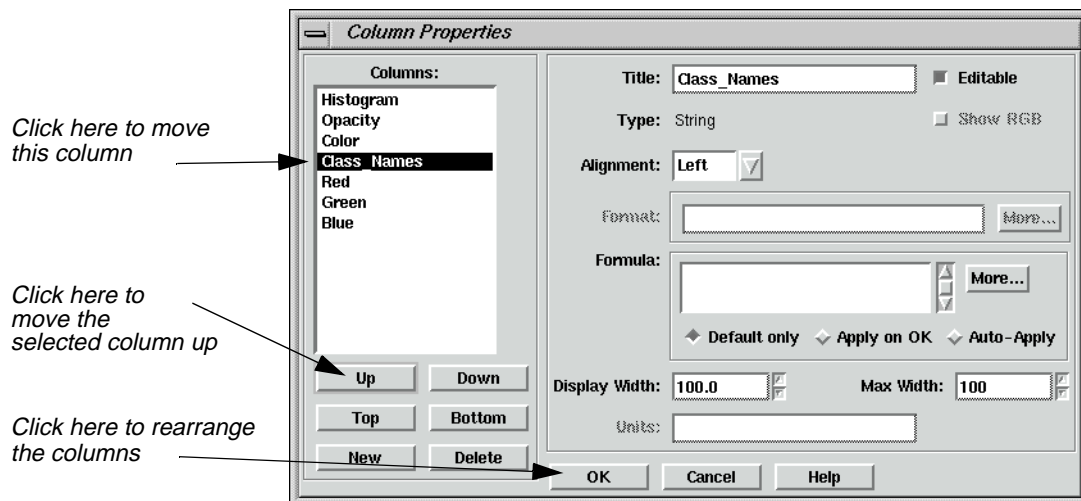 Column Properties
Columns:
Histogram
Opacity
Color
Class_Names
Red
Green
Blue
Click here to move
this column
Click here to
move the
selected column up
Click here to rearrange
the columns
Up
Down
Top
Bottom
New
Delete
Title:
Class_Names
Editable
Type:
String
Show RGB
Alignment:
Left
Format:
More...
Formula:
More...
Default only
Apply on OK
Auto-Apply
Display Width:
100.0
Max Width:
100
Units:
OK
Cancel
Help